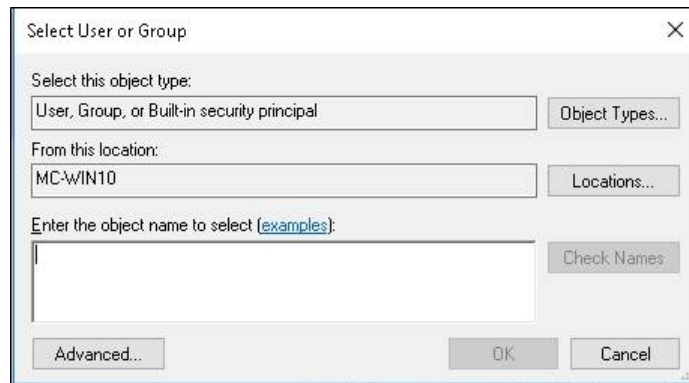 Select User or Group
Select this object type:
User, Group, or Built-in security principal
Object Types...
From this location:
MC-WIN10
Locations...
Enter the object name to select (examples):
Check Names
Advanced...
OK
Cancel